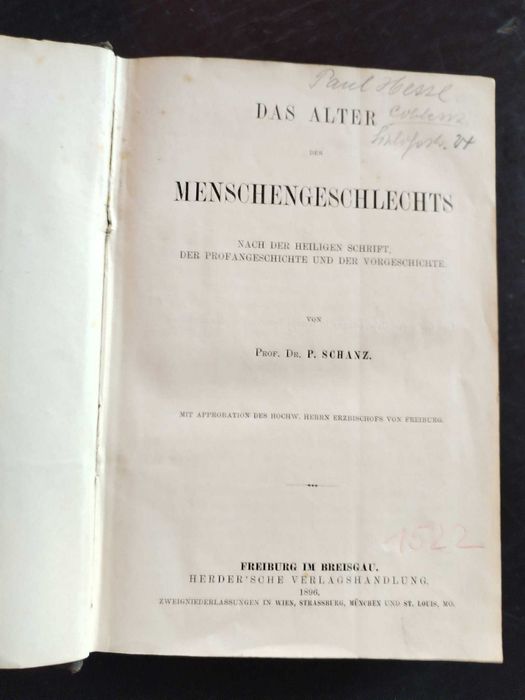 Paul Hessl
DAS ALTER
Coblenz
DES
MENSCHENGESCHLECHTS
NACH DER HEILIGEN SCHRIFT,
DER PROFANGESCHICHTE UND DER VORGESCHICHTE.
VON
PROF. DR. P. SCHANZ.
MIT APPROBATION DES HOCHW. HERRN ERZBISCHOFS VON FREIBURG.
1522
FREIBURG IM BREISGAU.
HERDER'SCHE VERLAGSHANDLUNG.
1896.
ZWEIGNIEDERLASSUNGEN IN WIEN, STRASSBURG, MÜNCHEN UND ST. LOUIS, MO.